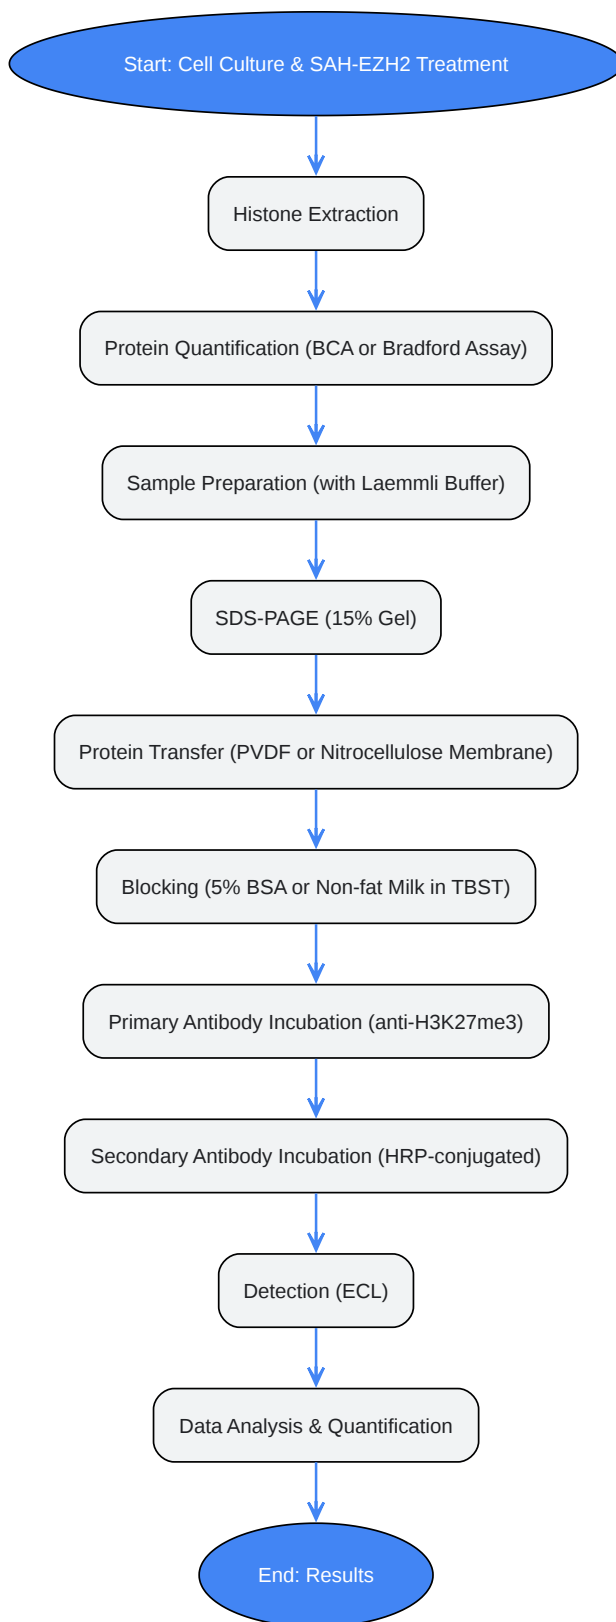 Start: Cell Culture & SAH-EZH2 Treatment
Histone Extraction
Protein Quantification (BCA or Bradford Assay)
Sample Preparation (with Laemmli Buffer)
SDS-PAGE (15% Gel)
Protein Transfer (PVDF or Nitrocellulose Membrane)
Blocking (5% BSA or Non-fat Milk in TBST)
Primary Antibody Incubation (anti-H3K27me3)
Secondary Antibody Incubation (HRP-conjugated)
Detection (ECL)
Data Analysis & Quantification
End: Results